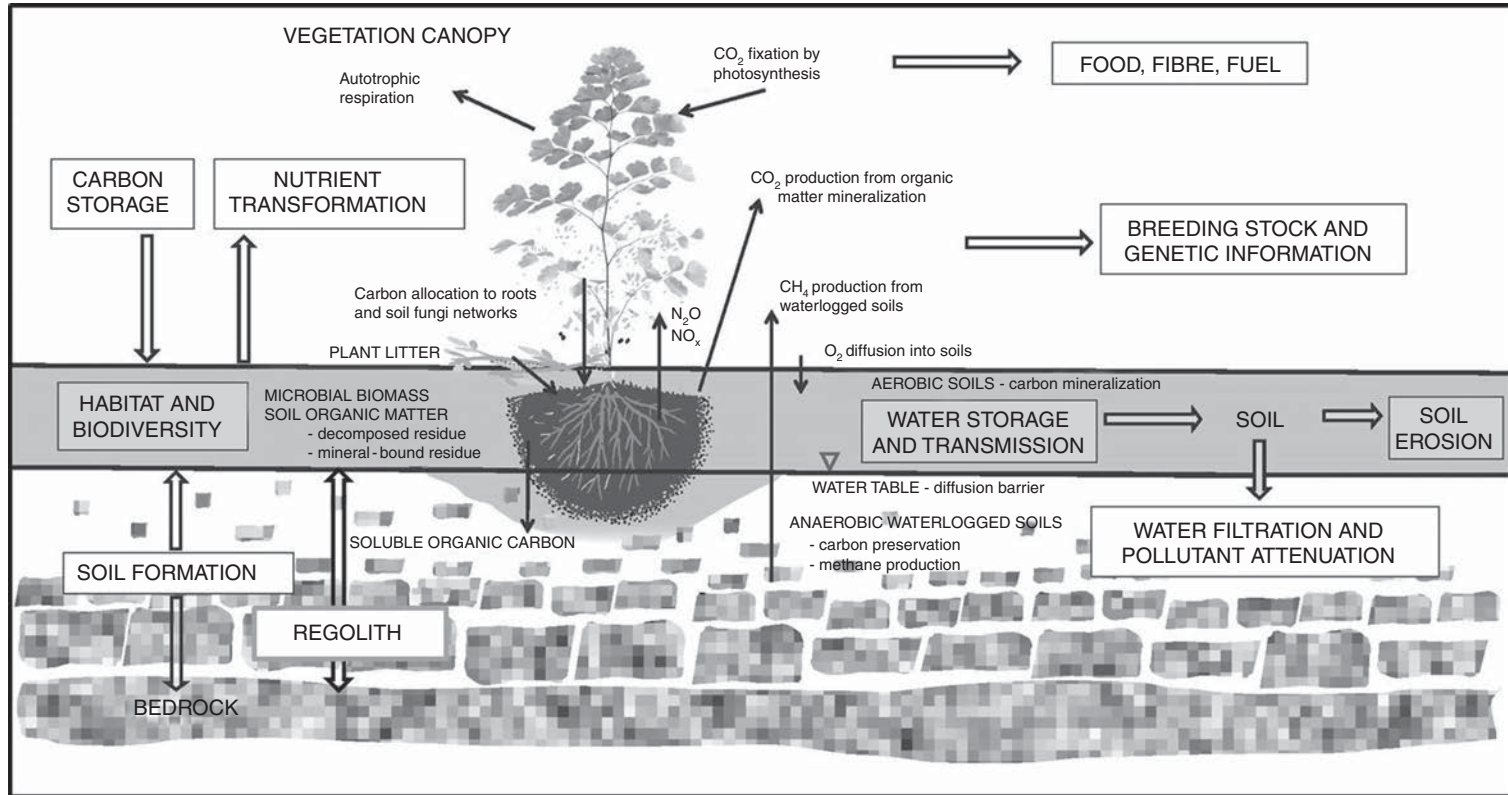 VEGETATION CANOPY
CO₂ fixation by
photosynthesis
FOOD, FIBRE, FUEL
Autotrophic
respiration
CARBON
STORAGE
NUTRIENT
TRANSFORMATION
CO₂ production from organic
matter mineralization
BREEDING STOCK AND
GENETIC INFORMATION
Carbon allocation to roots
and soil fungi networks
N₂O
NOₓ
CH₄ production from
waterlogged soils
PLANT LITTER
O₂ diffusion into soils
HABITAT AND
BIODIVERSITY
MICROBIAL BIOMASS
SOIL ORGANIC MATTER
- decomposed residue
- mineral-bound residue
AEROBIC SOILS - carbon mineralization
WATER STORAGE
AND TRANSMISSION
SOIL
SOIL
EROSION
WATER TABLE - diffusion barrier
SOLUBLE ORGANIC CARBON
ANAEROBIC WATERLOGGED SOILS
- carbon preservation
- methane production
WATER FILTRATION AND
POLLUTANT ATTENUATION
SOIL FORMATION
REGOLITH
BEDROCK